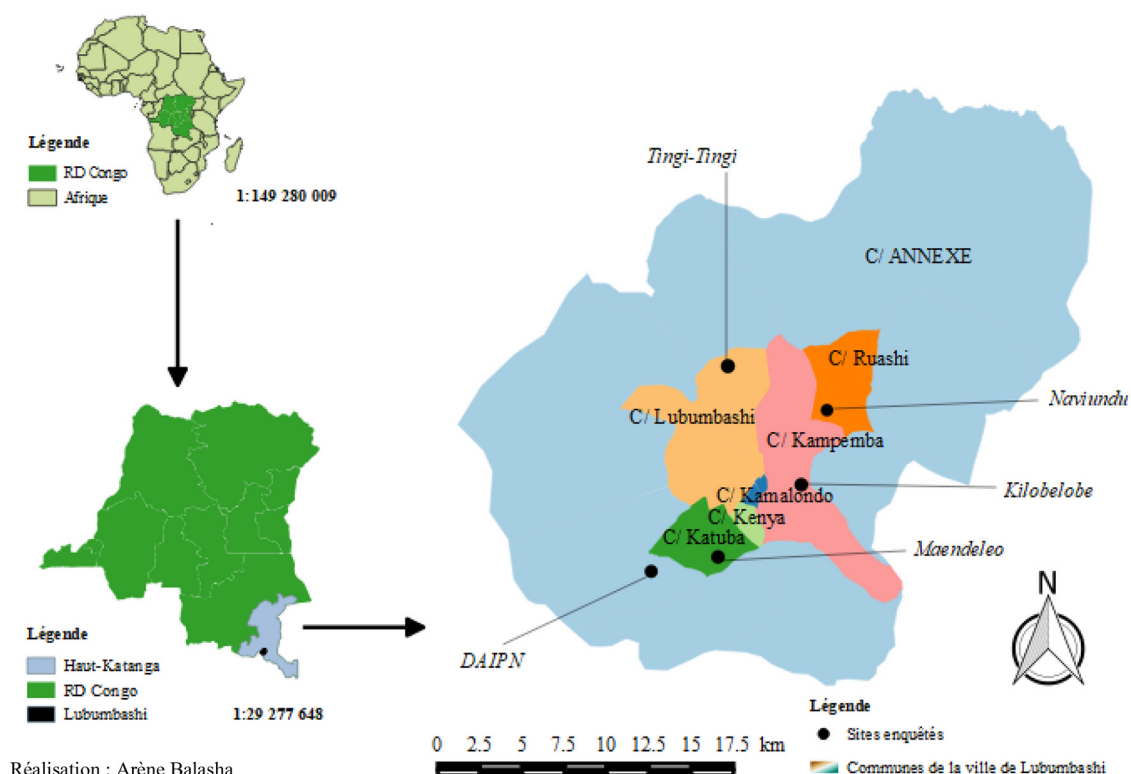 Légende
RD Congo
Afrique
1:149 280 009
Tingi-Tingi
C/ ANNEXE
C/ Ruashi
Naviundu
C/ Lubumbashi
C/ Kampemba
Kilobelobe
C/ Kamalondo
C/ Kenya
C/ Katuba
Maendeleo
DAIPN
N
Légende
Haut-Katanga
RD Congo
Lubumbashi
1:29 277 648
Légende
Sites enquêtés
Communes de la ville de Lubumbashi
0 2.5 5 7.5 10 12.5 15 17.5 km
Réalisation : Arène Balasha